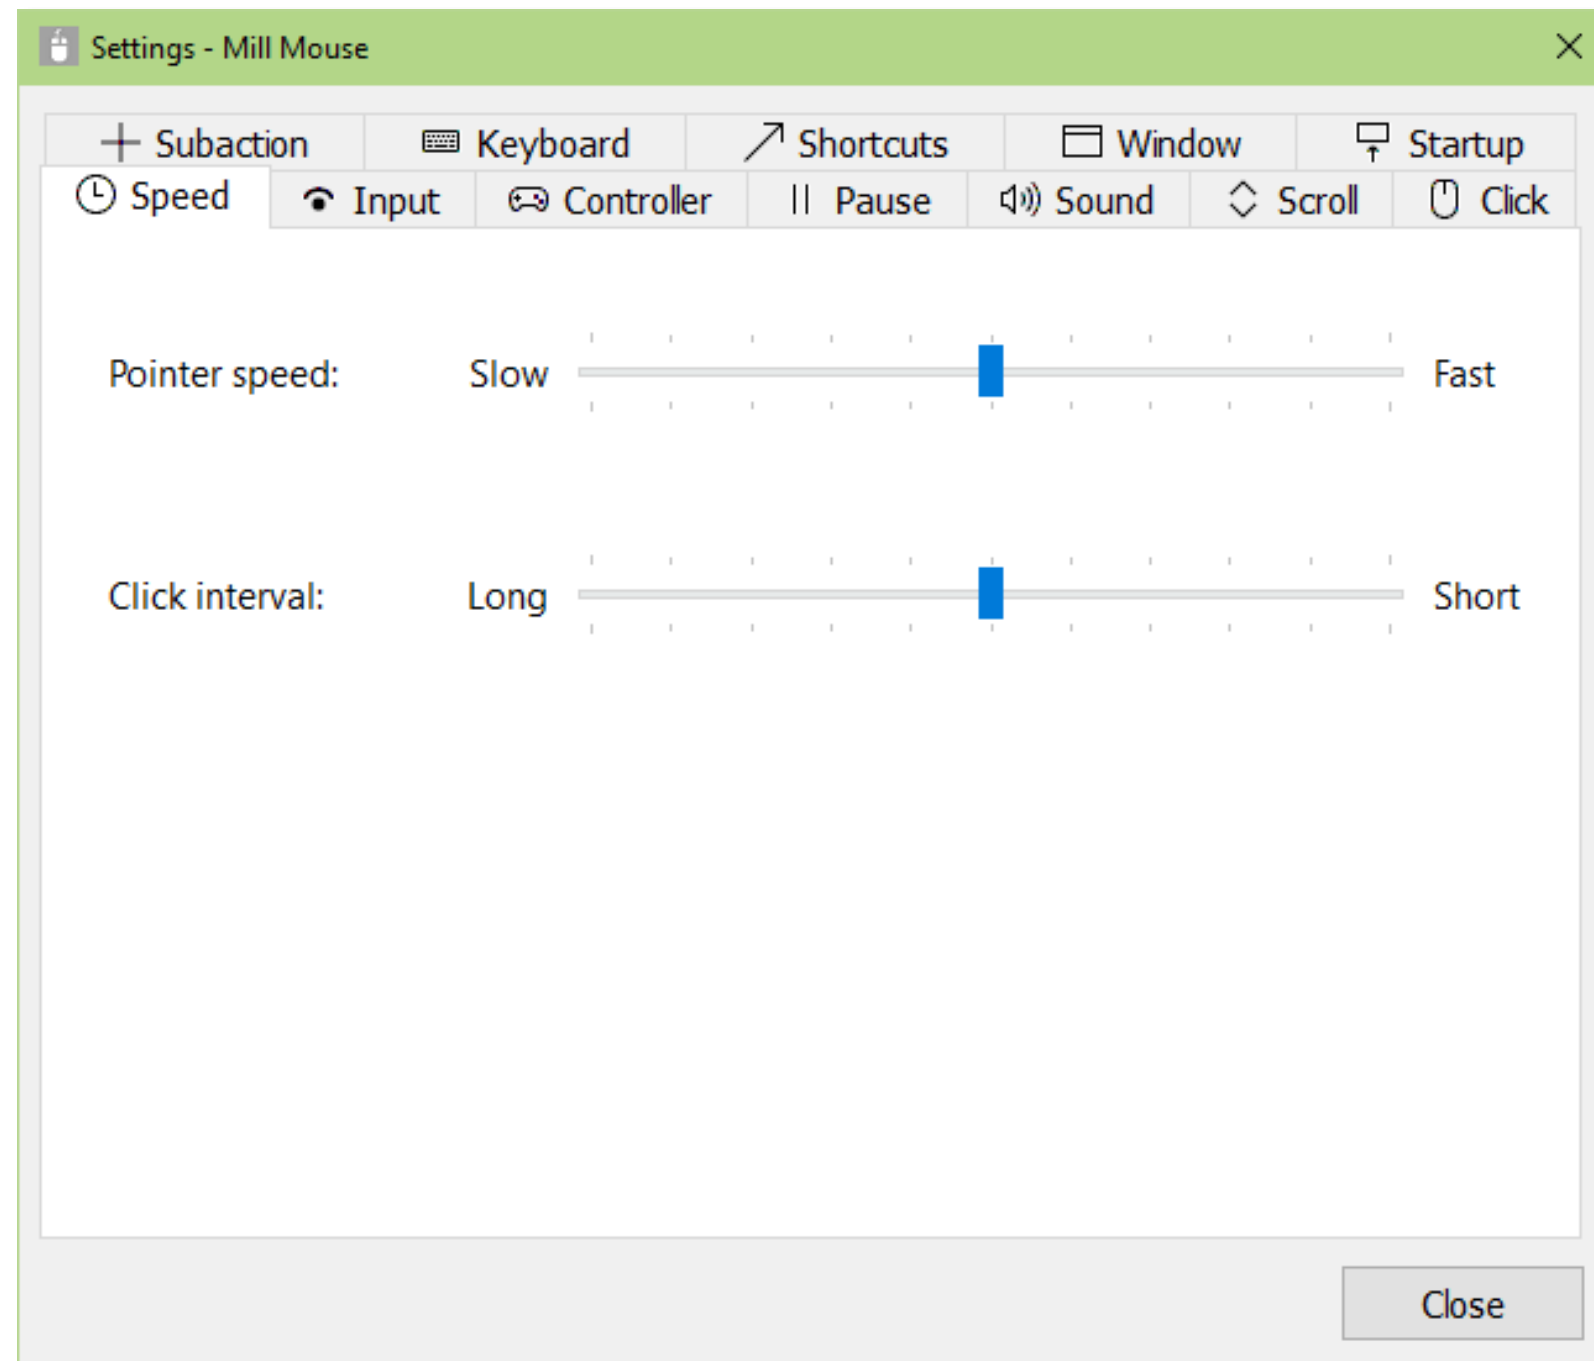 Settings - Mill Mouse
Subaction Keyboard Shortcuts Window Startup
Speed Input Controller Pause Sound Scroll Click
Pointer speed: Slow Fast
Click interval: Long Short
Close